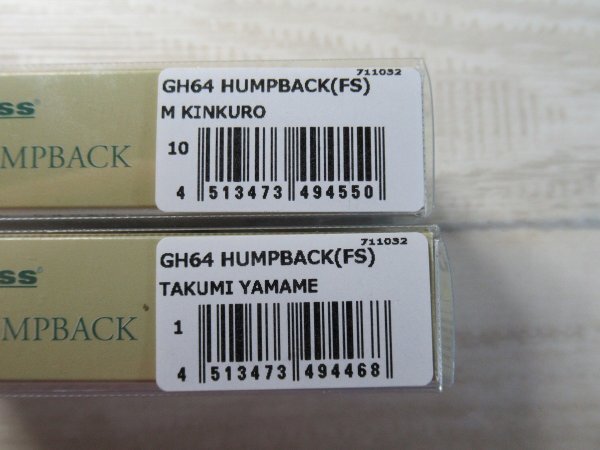 711032
GH64 HUMPBACK(FS)
M KINKURO
10
4 513473 494550
ss®
MPBACK
711032
GH64 HUMPBACK(FS)
TAKUMI YAMAME
1
4 513473 494468
ss
MPBACK